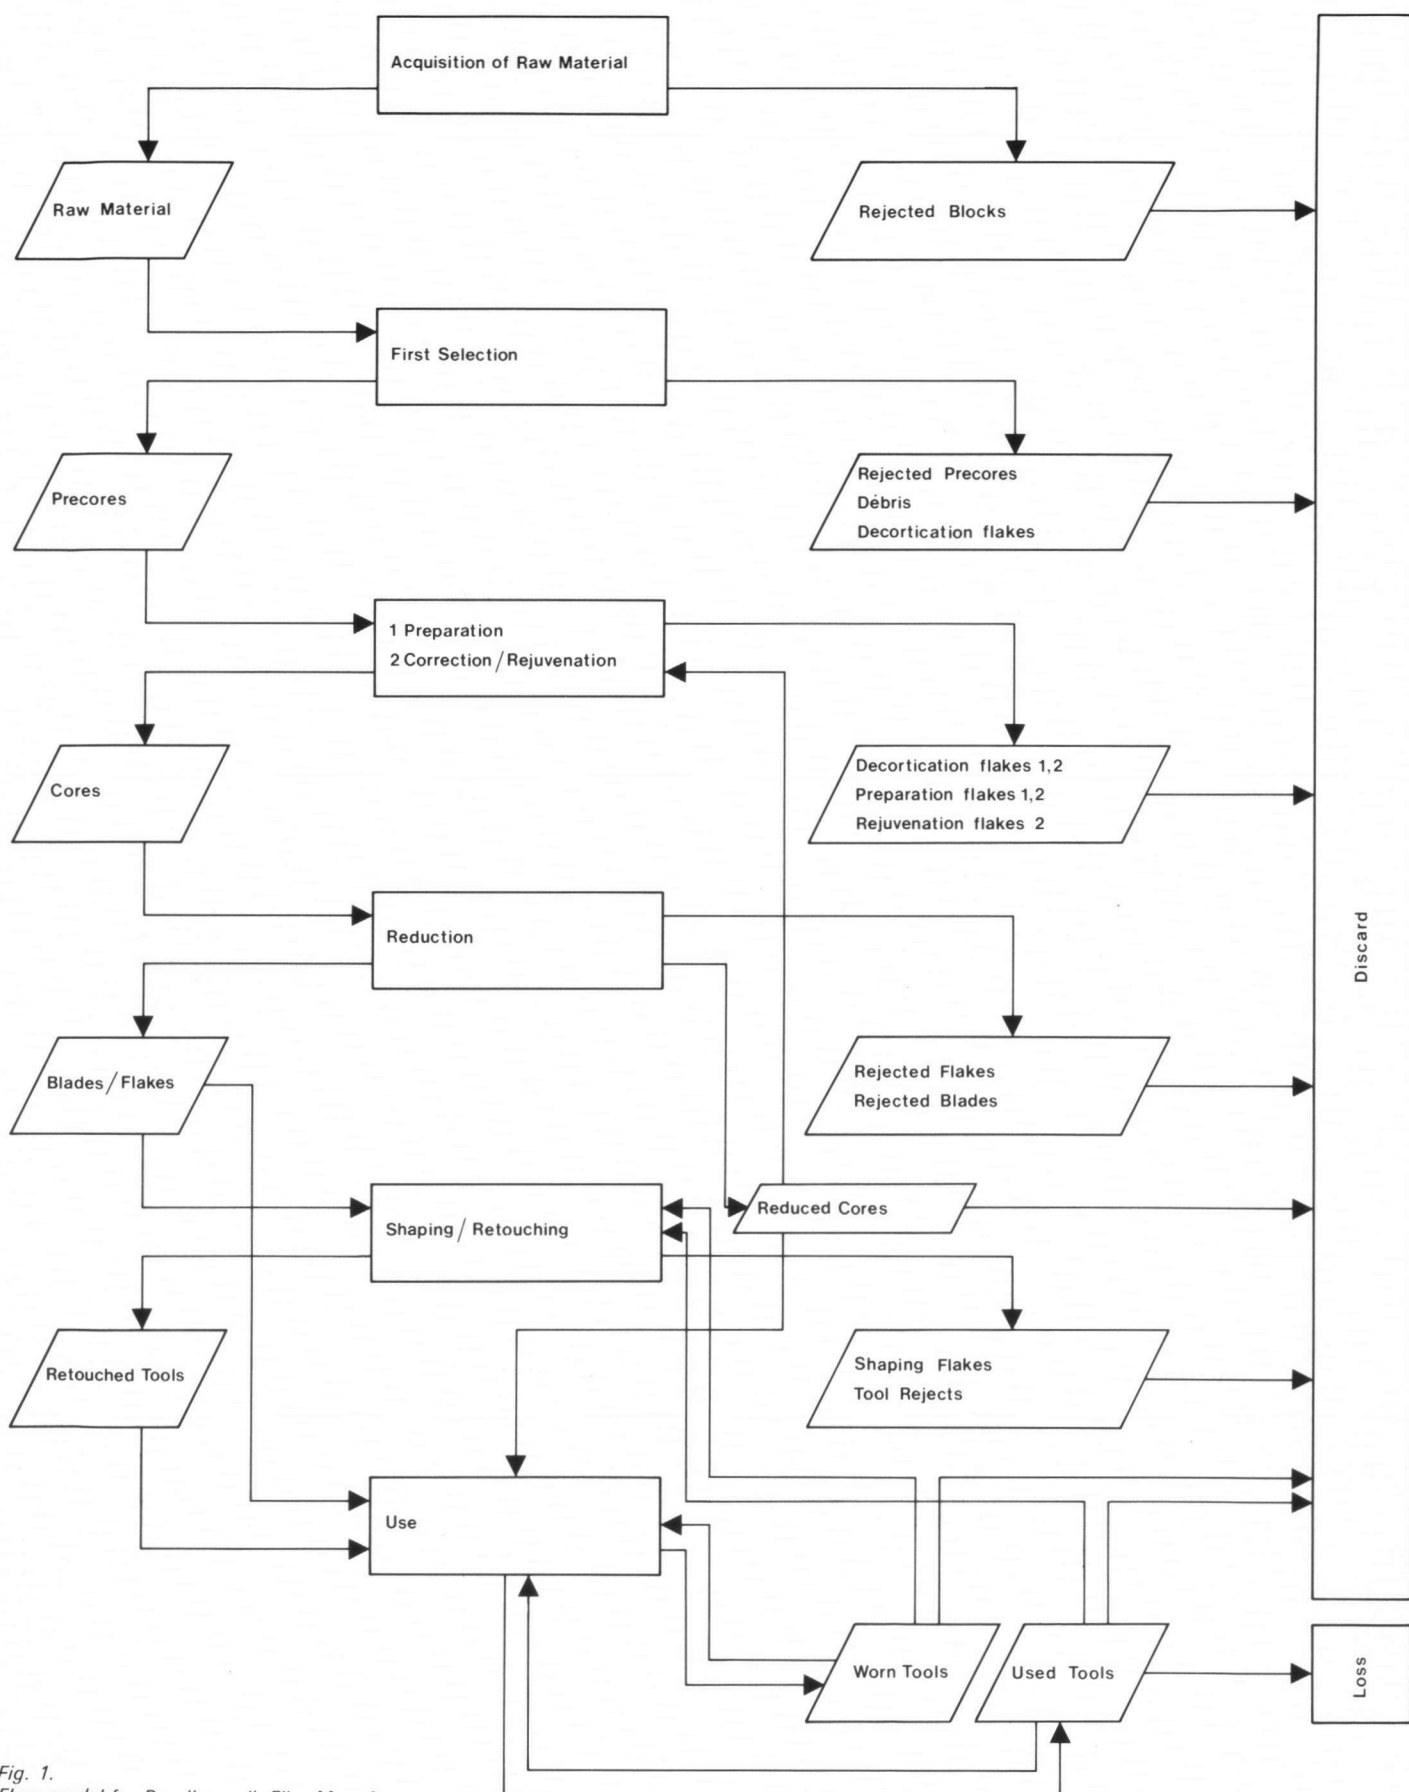 Acquisition of Raw Material
Raw Material
Rejected Blocks
First Selection
Precores
Rejected Precores
Débris
Decortication flakes
1 Preparation
2 Correction/Rejuvenation
Cores
Decortication flakes 1,2
Preparation flakes 1,2
Rejuvenation flakes 2
Reduction
Discard
Blades/Flakes
Rejected Flakes
Rejected Blades
Reduced Cores
Shaping/Retouching
Retouched Tools
Shaping Flakes
Tool Rejects
Use
Worn Tools
Used Tools
Loss
Fig. 1.